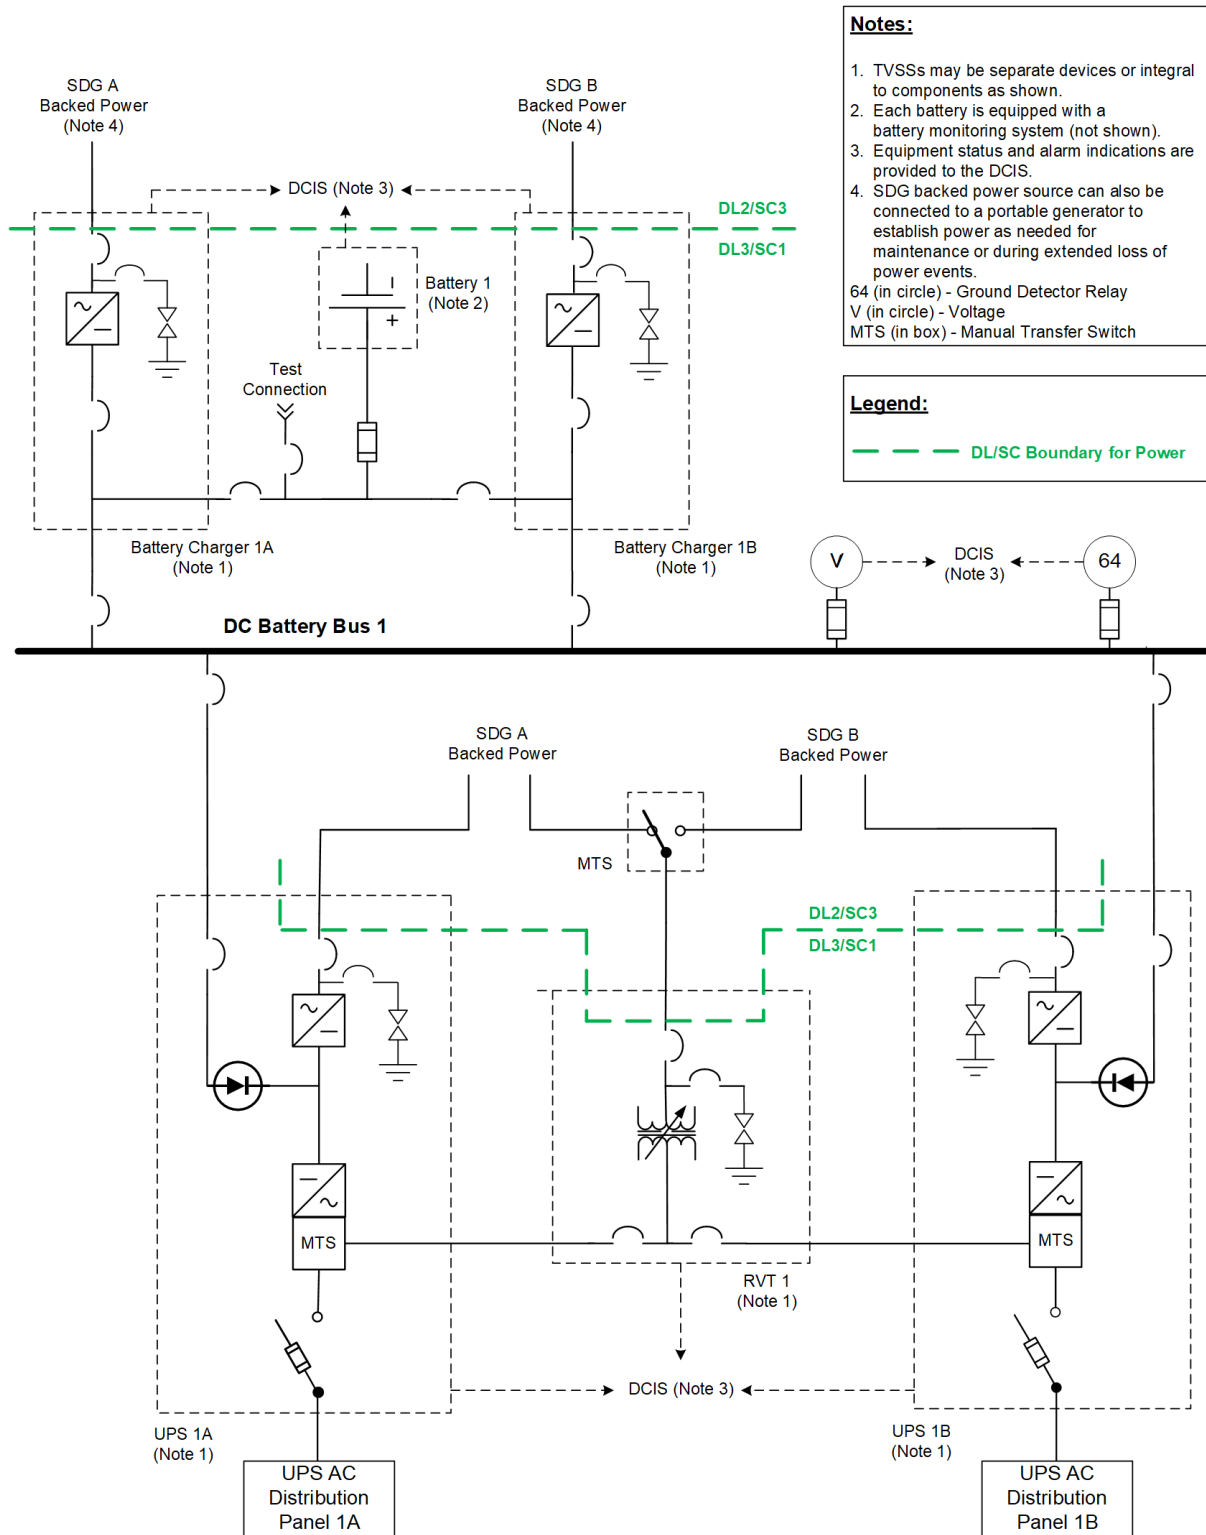 SDG A
Backed Power
(Note 4)
SDG B
Backed Power
(Note 4)
Notes:
1. TVSSs may be separate devices or integral
to components as shown.
2. Each battery is equipped with a
battery monitoring system (not shown).
3. Equipment status and alarm indications are
provided to the DCIS.
4. SDG backed power source can also be
connected to a portable generator to
establish power as needed for
maintenance or during extended loss of
power events.
64 (in circle) - Ground Detector Relay
V (in circle) - Voltage
MTS (in box) - Manual Transfer Switch
Legend:
DL/SC Boundary for Power
DCIS (Note 3)
DL2/SC3
DL3/SC1
Battery 1
(Note 2)
Test
Connection
Battery Charger 1A
(Note 1)
Battery Charger 1B
(Note 1)
V
DCIS
(Note 3)
64
DC Battery Bus 1
SDG A
Backed Power
SDG B
Backed Power
MTS
DL2/SC3
DL3/SC1
MTS
MTS
RVT 1
(Note 1)
DCIS (Note 3)
UPS 1A
(Note 1)
UPS 1B
(Note 1)
UPS AC
Distribution
Panel 1A
UPS AC
Distribution
Panel 1B